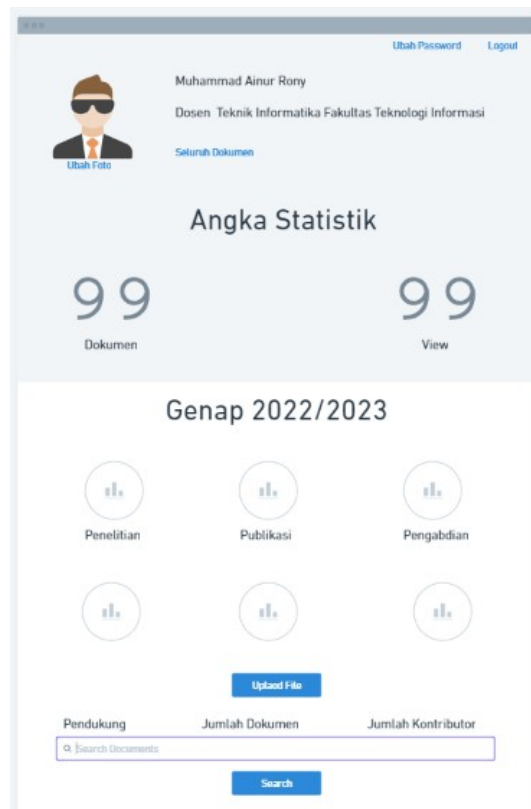 Ubah Password Logout
Muhammad Ainur Rony
Dosen Teknik Informatika Fakultas Teknologi Informasi
Ubah Foto
Seluruh Dokumen
Angka Statistik
99 99
Dokumen View
Genap 2022/2023
Penelitian Publikasi Pengabdian
Uplaod File
Pendukung Jumlah Dokumen Jumlah Kontributor
Search Documents
Search